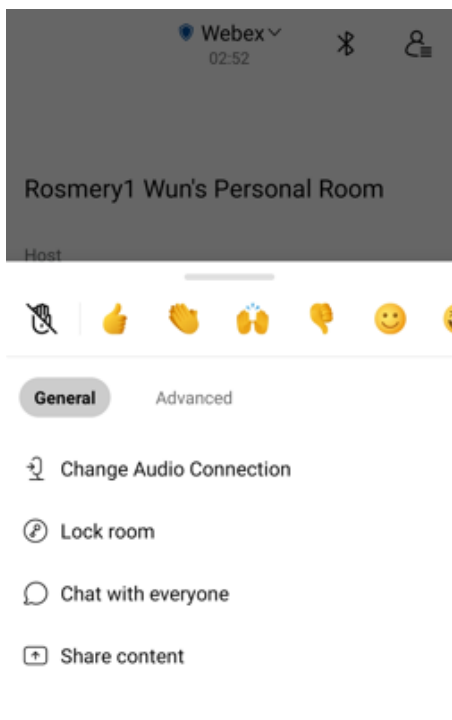 Webex
02:52
Rosmery1 Wun's Personal Room
Host
General Advanced
Change Audio Connection
Lock room
Chat with everyone
Share content